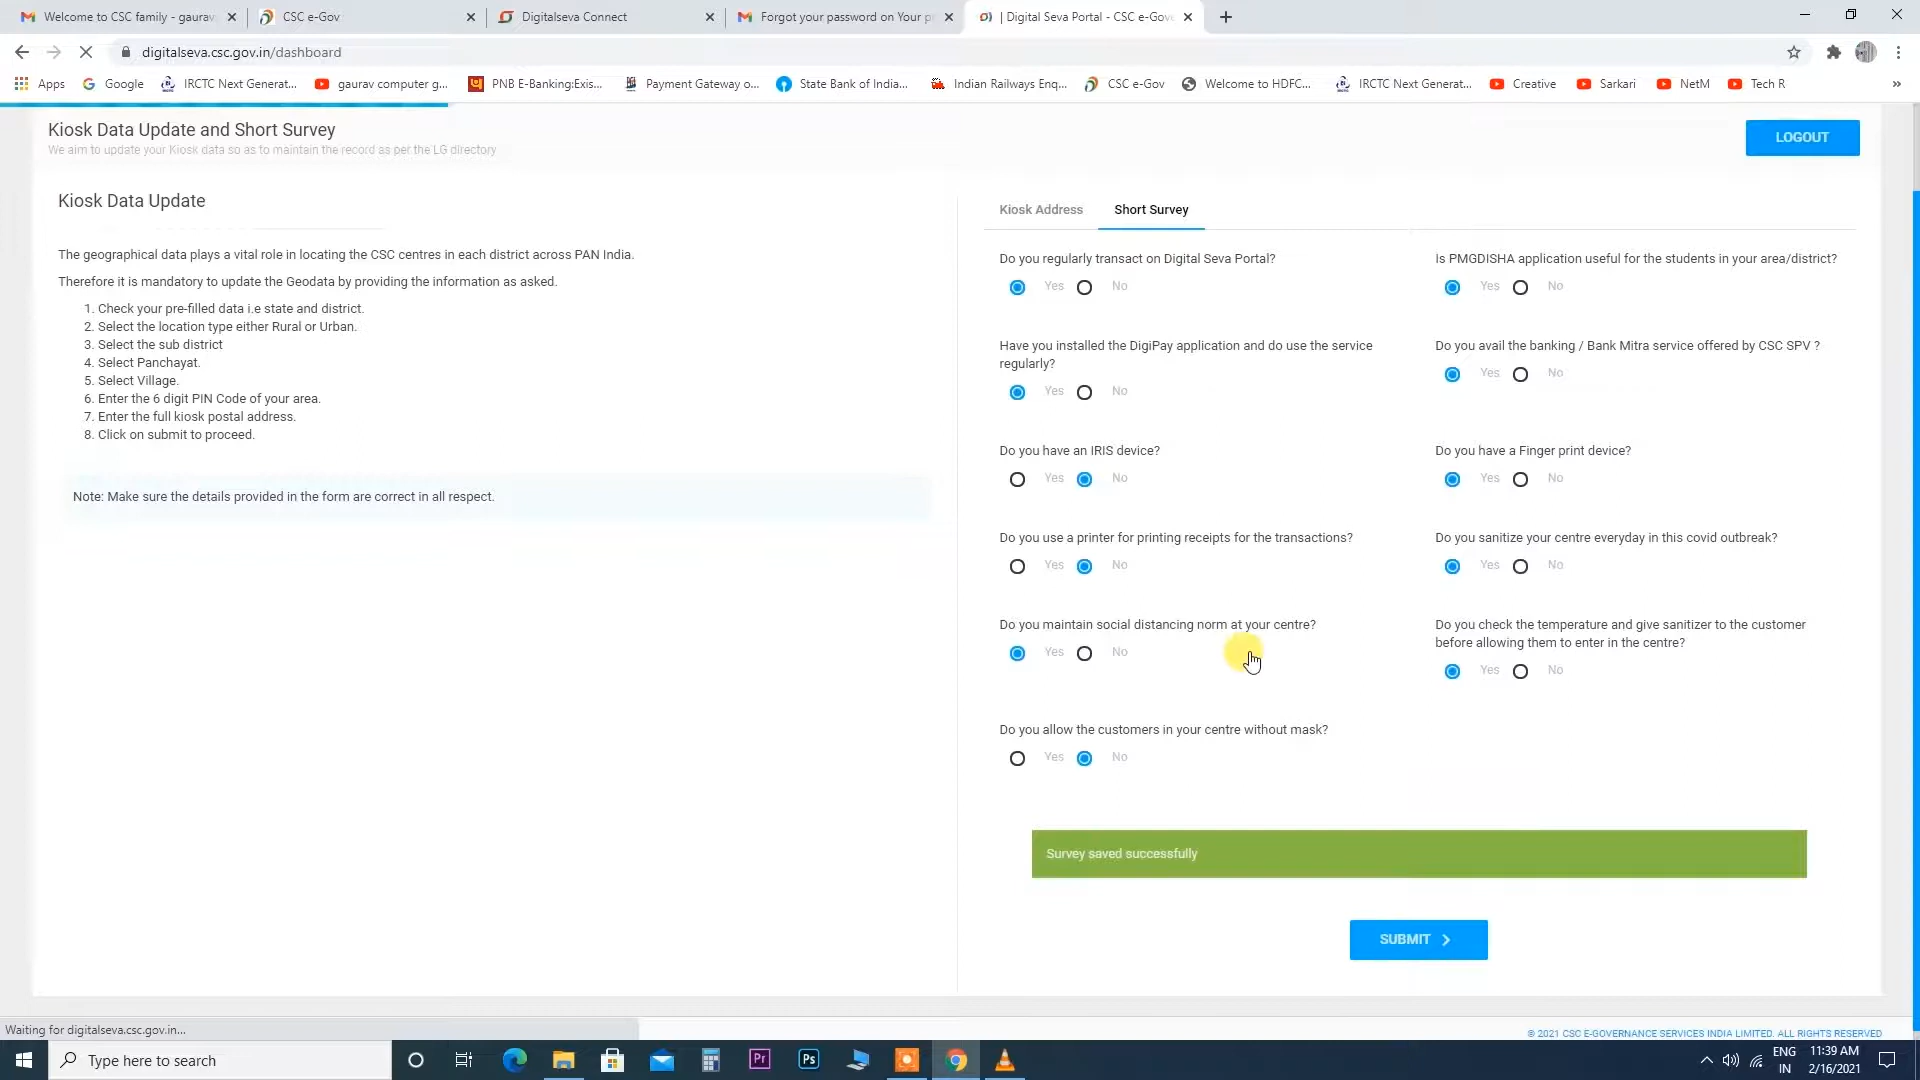 Welcome to CSC family - gaurav
CSC e-Gov
Digitalseva Connect
Forgot your password on Your p
| Digital Seva Portal - CSC e-Gove
digitalseva.csc.gov.in/dashboard
Apps
Google
IRCTC Next Generat...
gaurav computer g...
PNB E-Banking:Exis...
Payment Gateway o...
State Bank of India...
Indian Railways Enq...
CSC e-Gov
Welcome to HDFC...
IRCTC Next Generat...
Creative
Sarkari
NetM
Tech R
»
Kiosk Data Update and Short Survey
We aim to update your Kiosk data so as to maintain the record as per the LG directory
LOGOUT
Kiosk Data Update
The geographical data plays a vital role in locating the CSC centres in each district across PAN India.
Therefore it is mandatory to update the Geodata by providing the information as asked.
1. Check your pre-filled data i.e state and district.
2. Select the location type either Rural or Urban.
3. Select the sub district
4. Select Panchayat.
5. Select Village.
6. Enter the 6 digit PIN Code of your area.
7. Enter the full kiosk postal address.
8. Click on submit to proceed.
Note: Make sure the details provided in the form are correct in all respect.
Kiosk Address
Short Survey
Do you regularly transact on Digital Seva Portal?
Yes No
Is PMGDISHA application useful for the students in your area/district?
Yes No
Have you installed the DigiPay application and do use the service
regularly?
Yes No
Do you avail the banking / Bank Mitra service offered by CSC SPV ?
Yes No
Do you have an IRIS device?
Yes No
Do you have a Finger print device?
Yes No
Do you use a printer for printing receipts for the transactions?
Yes No
Do you sanitize your centre everyday in this covid outbreak?
Yes No
Do you maintain social distancing norm at your centre?
Yes No
Do you check the temperature and give sanitizer to the customer
before allowing them to enter in the centre?
Yes No
Do you allow the customers in your centre without mask?
Yes No
Survey saved successfully
SUBMIT
Waiting for digitalseva.csc.gov.in...
© 2021 CSC E-GOVERNANCE SERVICES INDIA LIMITED. ALL RIGHTS RESERVED
Type here to search
Pr
Ps
ENG
IN
11:39 AM
2/16/2021